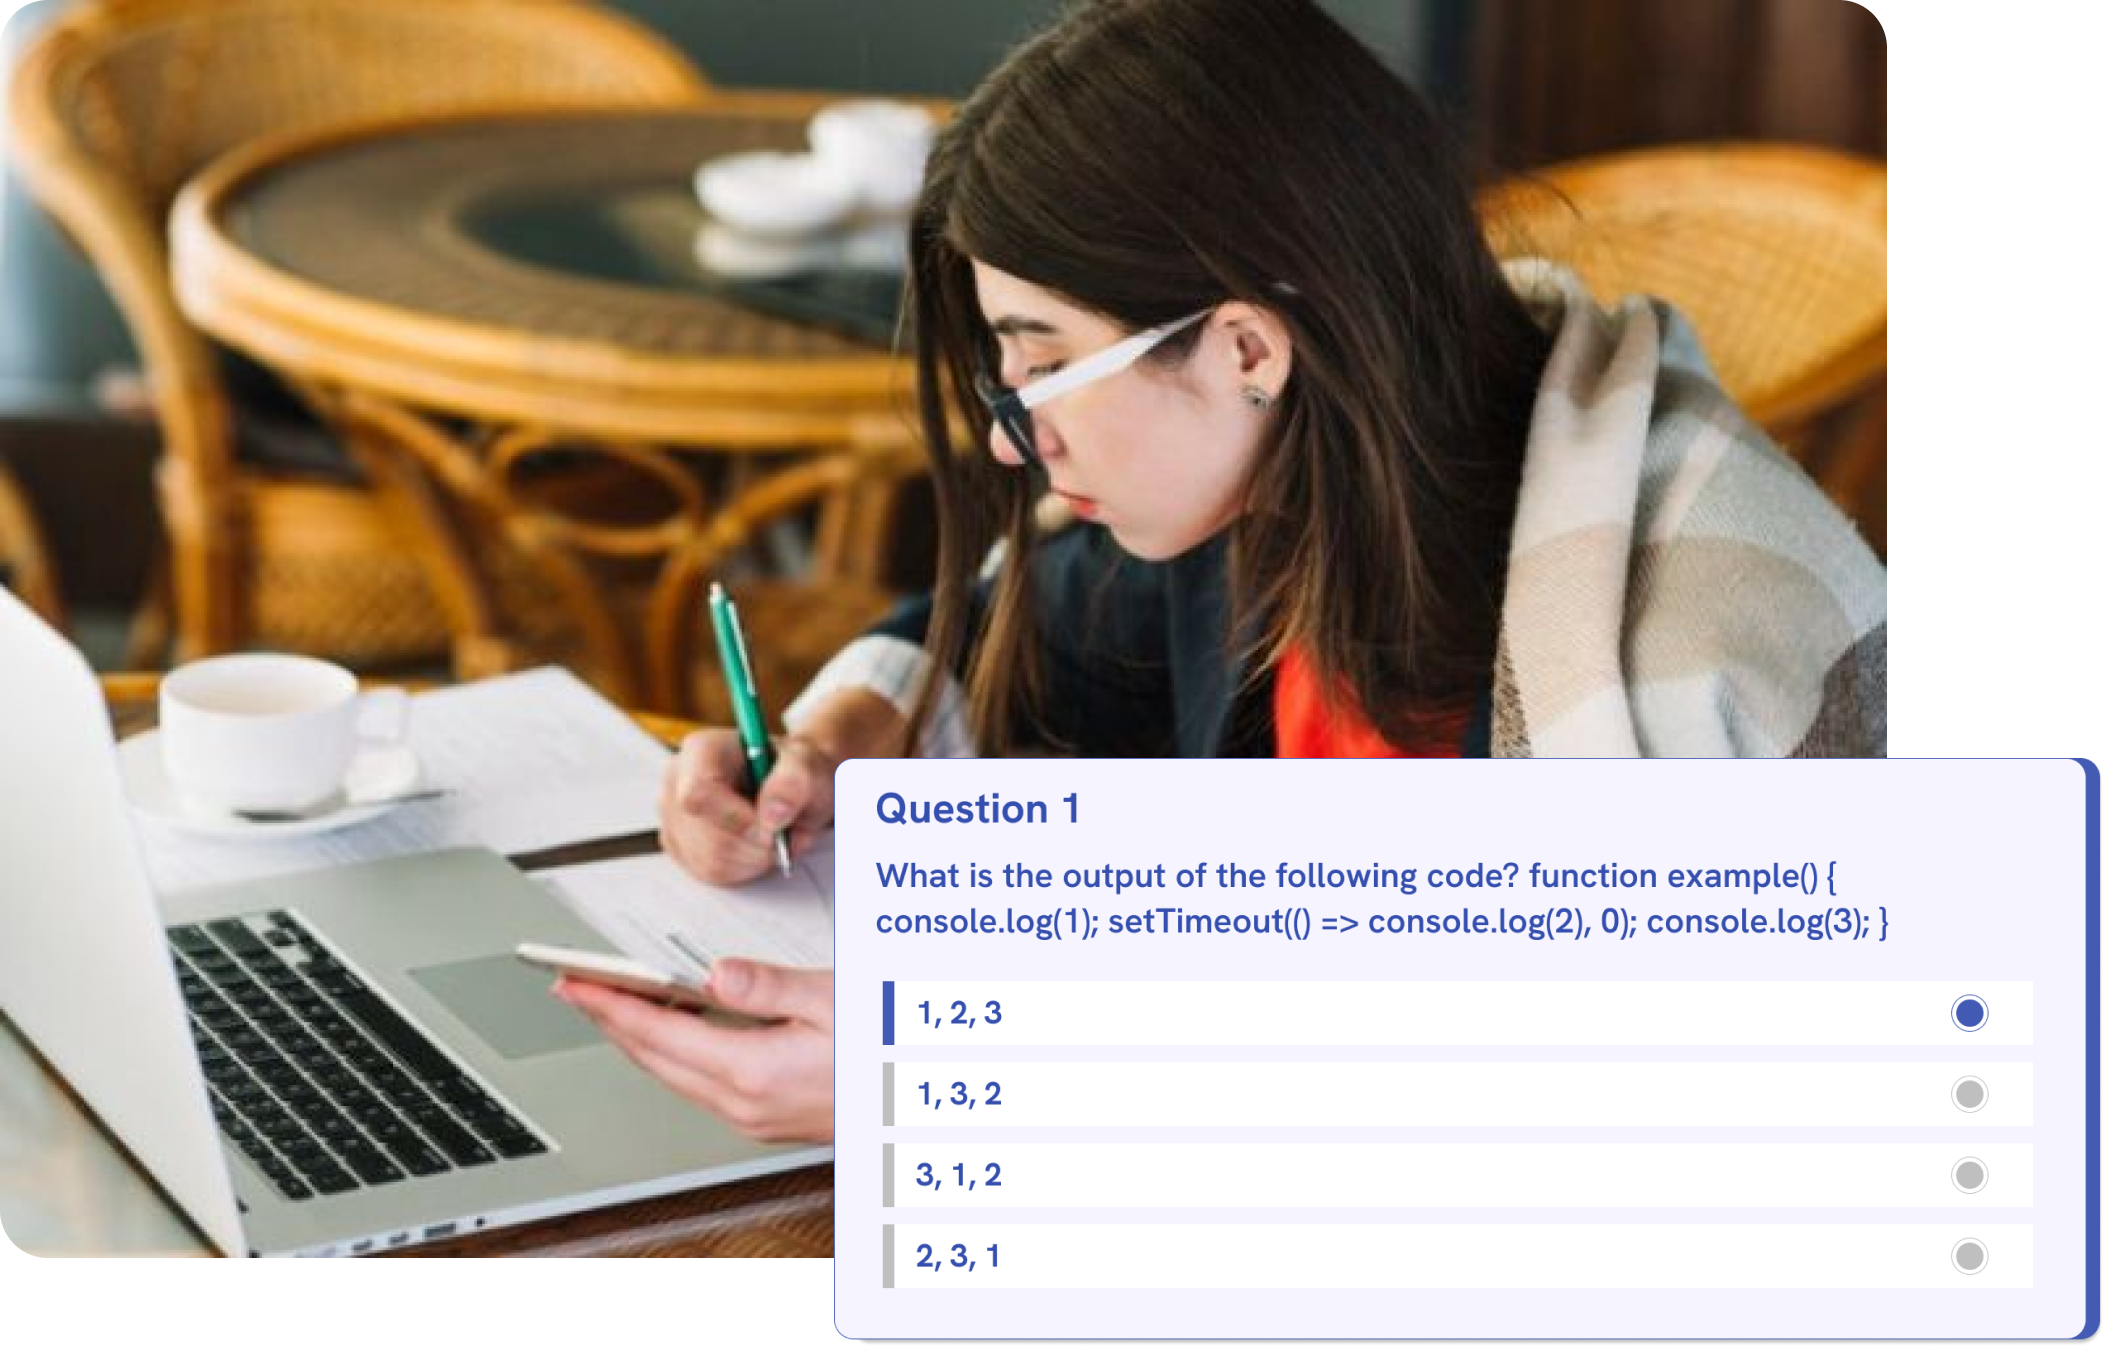 Question 1
What is the output of the following code? function example() {
console.log(1); setTimeout(() => console.log(2), 0); console.log(3); }
1, 2, 3
1, 3, 2
3, 1, 2
2, 3, 1